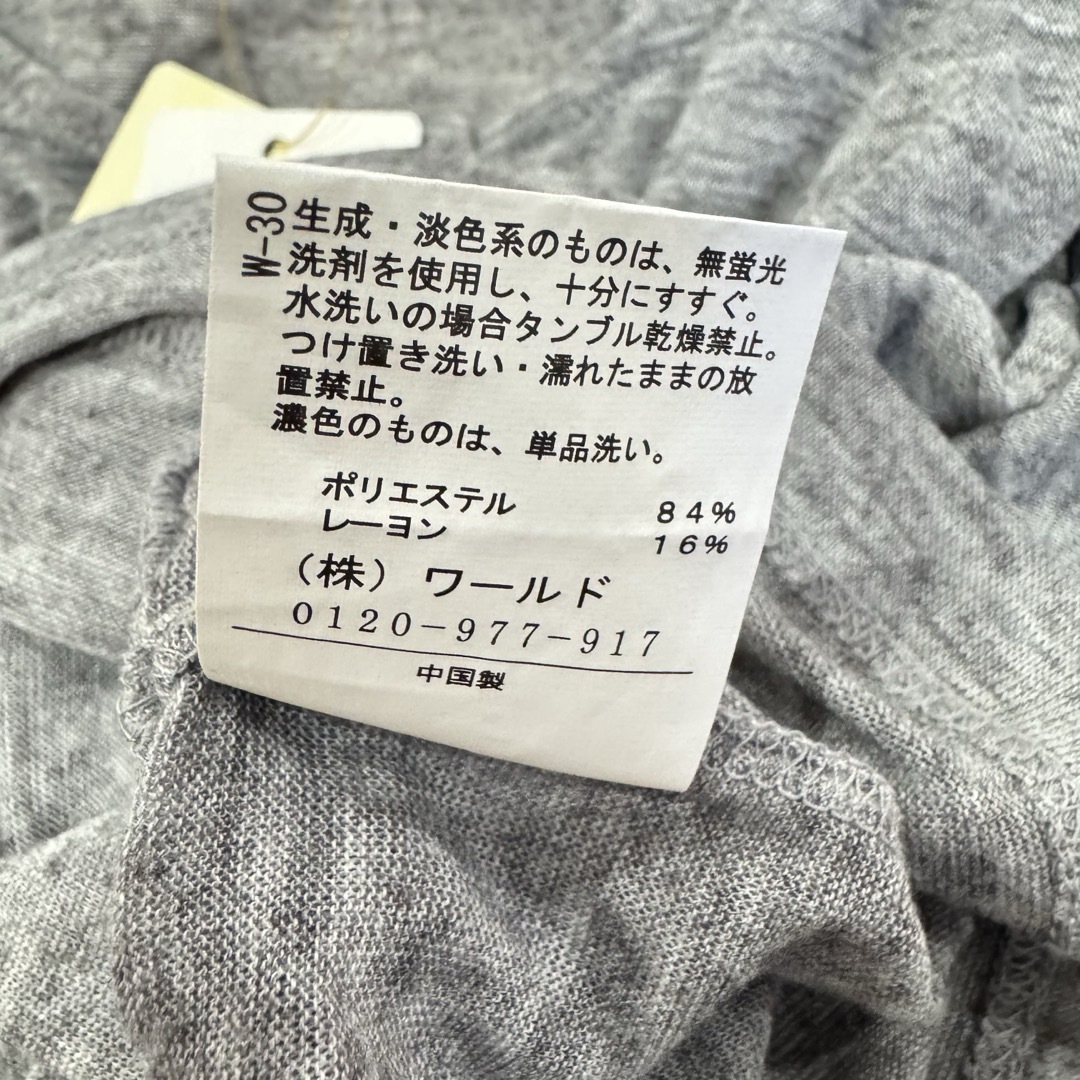 W-30
生成・淡色系のものは、無蛍光
洗剤を使用し、十分にすすぐ。
水洗いの場合タンブル乾燥禁止。
つけ置き洗い・濡れたままの放
置禁止。
濃色のものは、単品洗い。
ポリエステル 84%
レーヨン 16%
(株) ワールド
0120-977-917
中国製